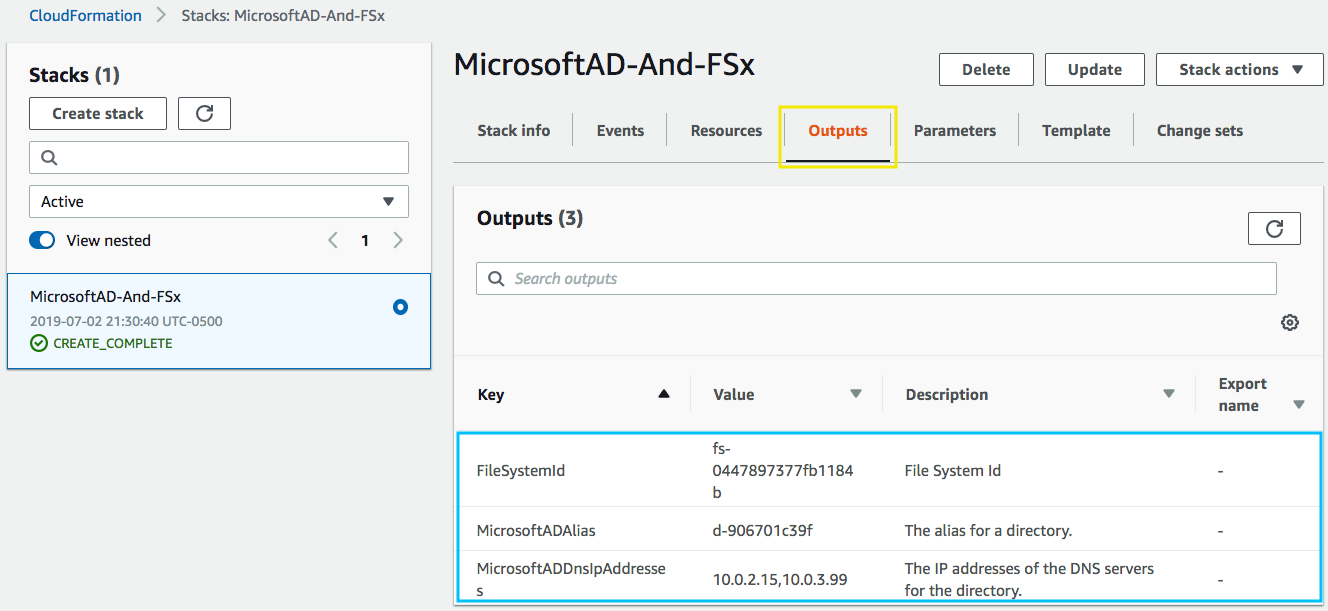 CloudFormation > Stacks: MicrosoftAD-And-FSx
Stacks (1)
Create stack
Active
View nested
< 1 >
MicrosoftAD-And-FSx
2019-07-02 21:30:40 UTC-0500
CREATE_COMPLETE
MicrosoftAD-And-FSx
Delete Update Stack actions
Stack info Events Resources Outputs Parameters Template Change sets
Outputs (3)
Search outputs
Key Value Description Export
name
fs-
FileSystemId 0447897377fb1184 File System Id -
b
MicrosoftADAlias d-906701c39f The alias for a directory. -
MicrosoftADDnsIpAddresse 10.0.2.15,10.0.3.99 The IP addresses of the DNS servers -
s for the directory.